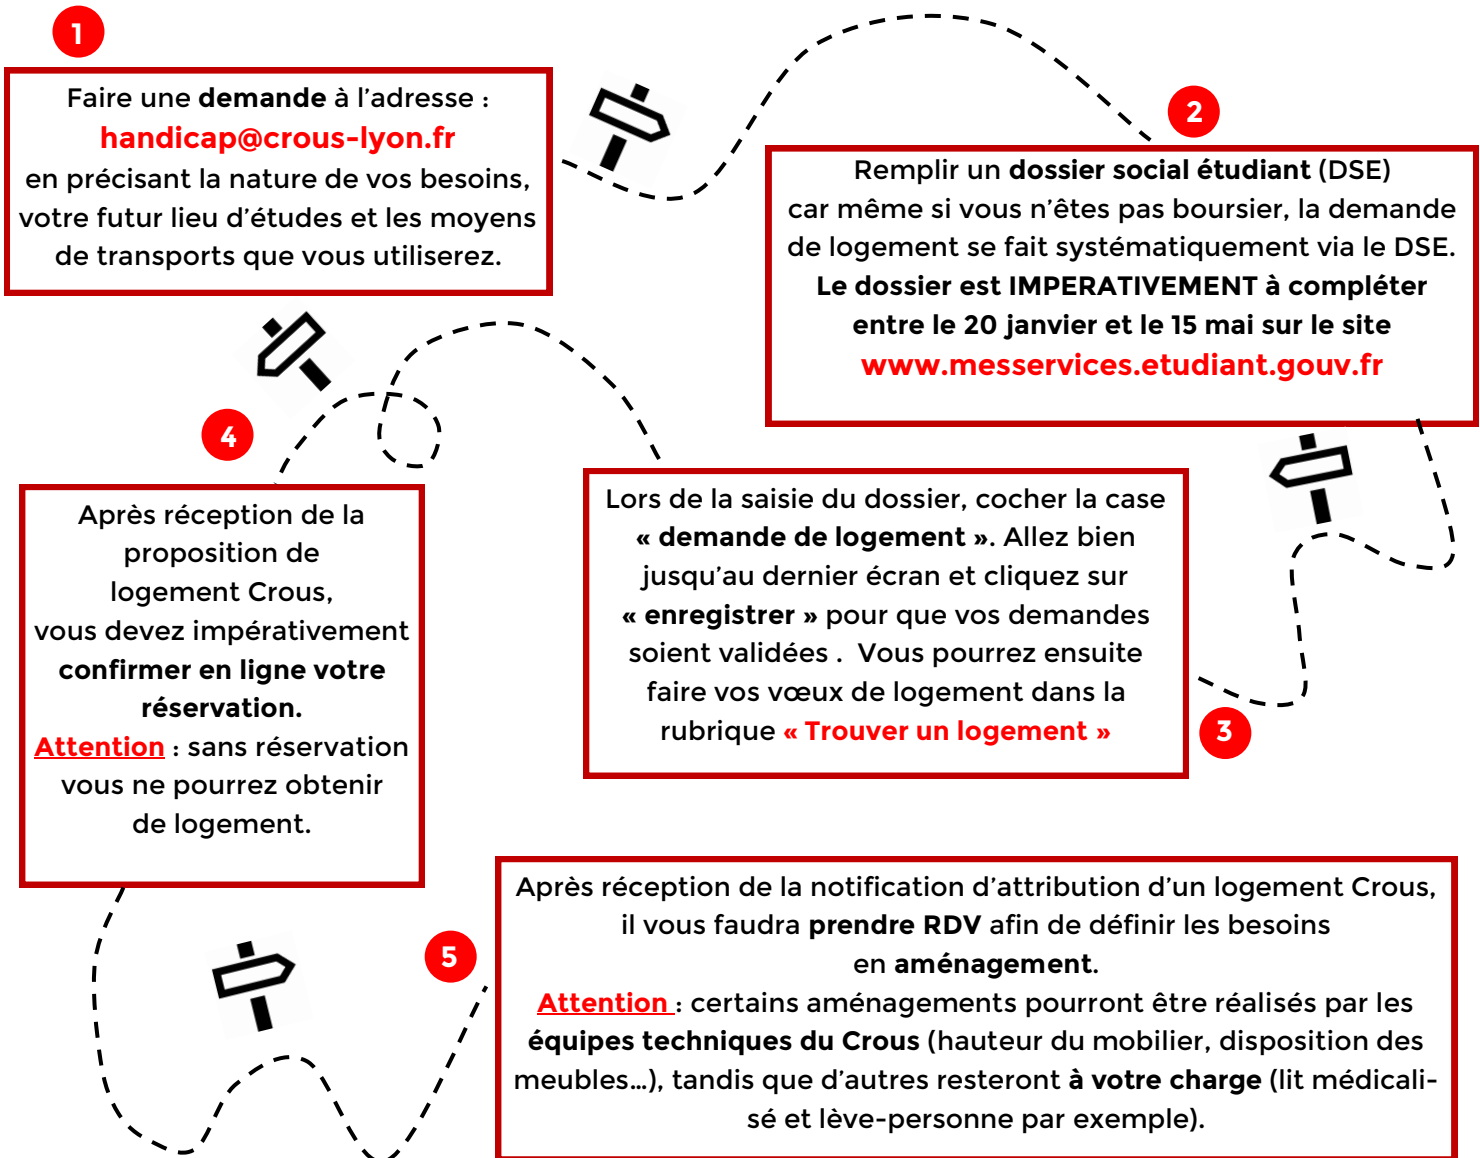 1
Faire une demande à l’adresse :
handicap@crous-lyon.fr
en précisant la nature de vos besoins,
votre futur lieu d’études et les moyens
de transports que vous utiliserez.
2
Remplir un dossier social étudiant (DSE)
car même si vous n’êtes pas boursier, la demande
de logement se fait systématiquement via le DSE.
Le dossier est IMPERATIVEMENT à compléter
entre le 20 janvier et le 15 mai sur le site
www.messervices.etudiant.gouv.fr
3
Lors de la saisie du dossier, cocher la case
« demande de logement ». Allez bien
jusqu’au dernier écran et cliquez sur
« enregistrer » pour que vos demandes
soient validées .  Vous pourrez ensuite
faire vos vœux de logement dans la
rubrique « Trouver un logement »
4
Après réception de la
proposition de
logement Crous,
vous devez impérativement
confirmer en ligne votre
réservation.
Attention : sans réservation
vous ne pourrez obtenir
de logement.
5
Après réception de la notification d’attribution d’un logement Crous,
il vous faudra prendre RDV afin de définir les besoins
en aménagement.
Attention : certains aménagements pourront être réalisés par les
équipes techniques du Crous (hauteur du mobilier, disposition des
meubles…), tandis que d’autres resteront à votre charge (lit médicali-
sé et lève-personne par exemple).